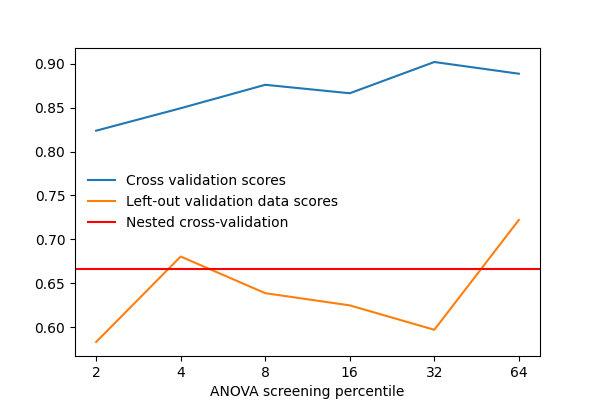 0.90
0.85
0.80
0.75
0.70
0.65
0.60
Cross validation scores
Left-out validation data scores
Nested cross-validation
2 4 8 16 32 64
ANOVA screening percentile